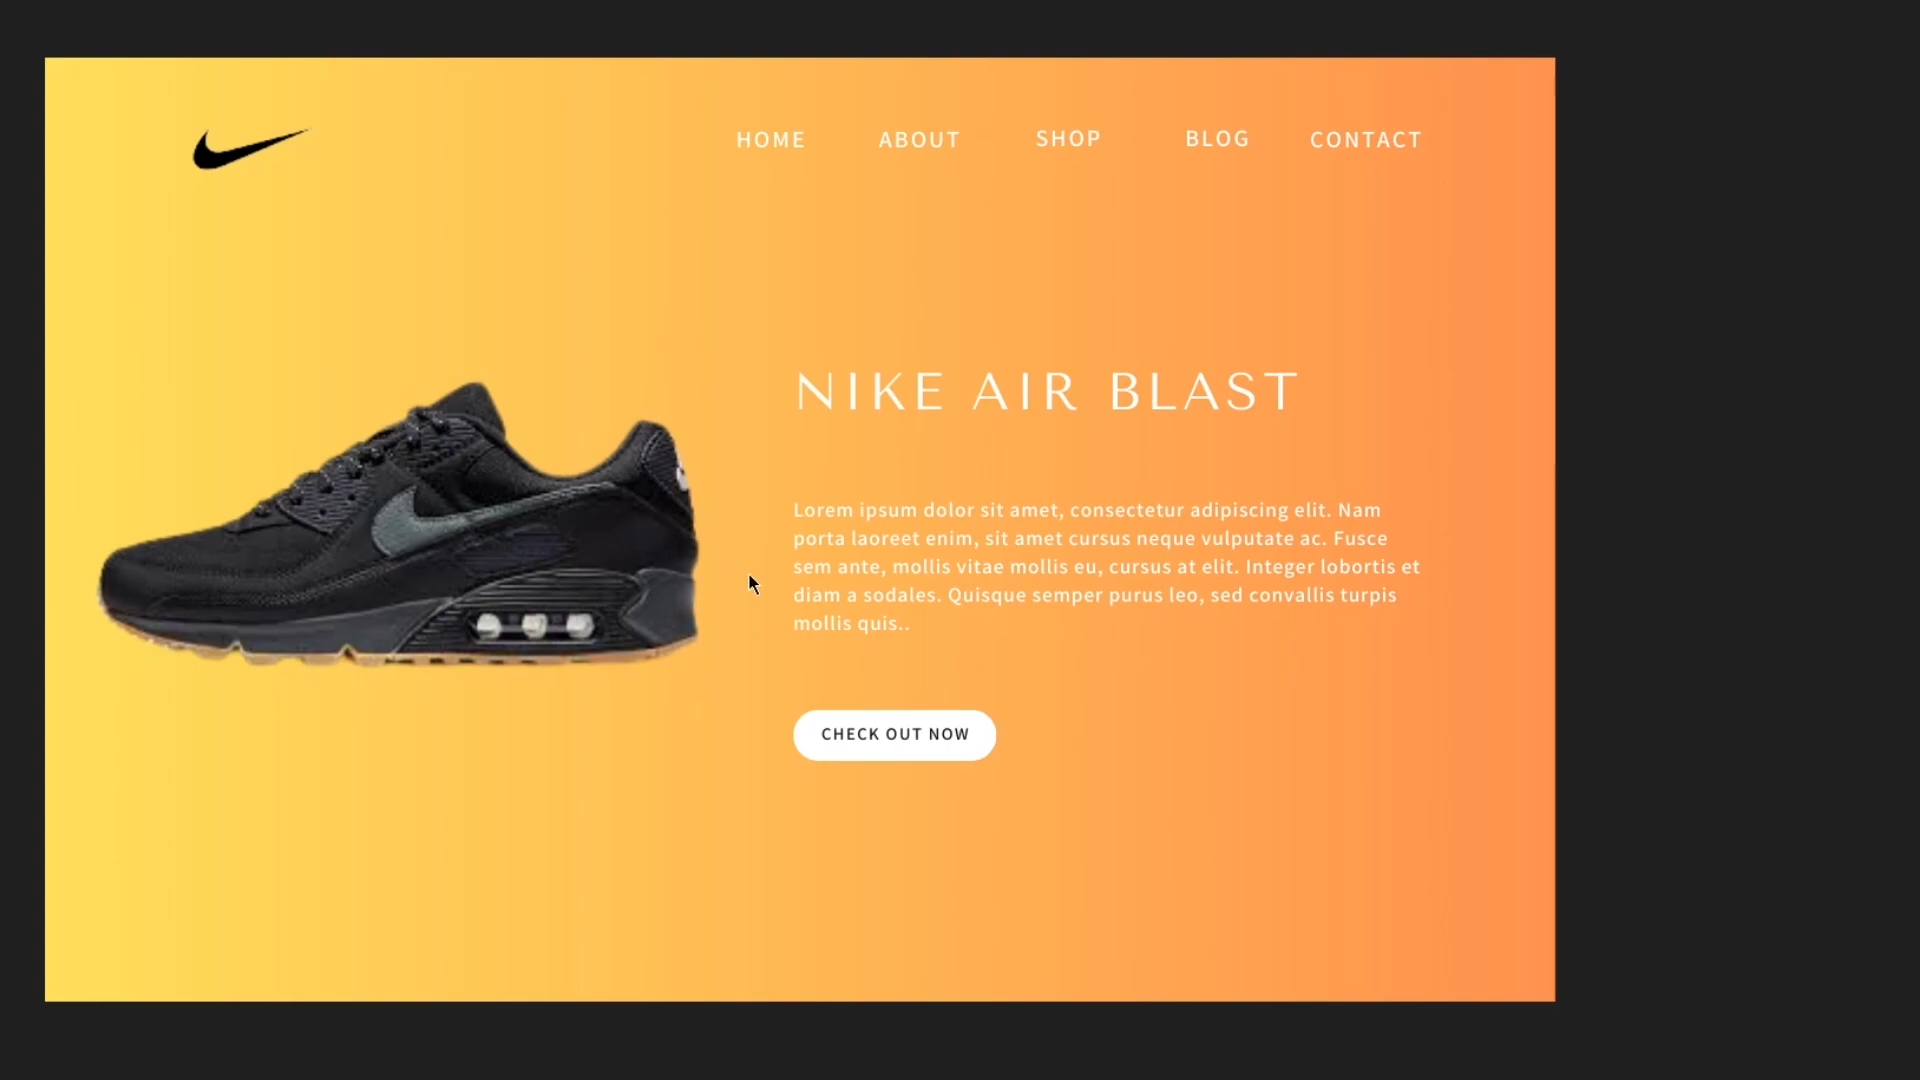 HOME ABOUT SHOP BLOG CONTACT
NIKE AIR BLAST
Lorem ipsum dolor sit amet, consectetur adipiscing elit. Nam
porta laoreet enim, sit amet cursus neque vulputate ac. Fusce
sem ante, mollis vitae mollis eu, cursus at elit. Integer lobortis et
diam a sodales. Quisque semper purus leo, sed convallis turpis
mollis quis..
CHECK OUT NOW